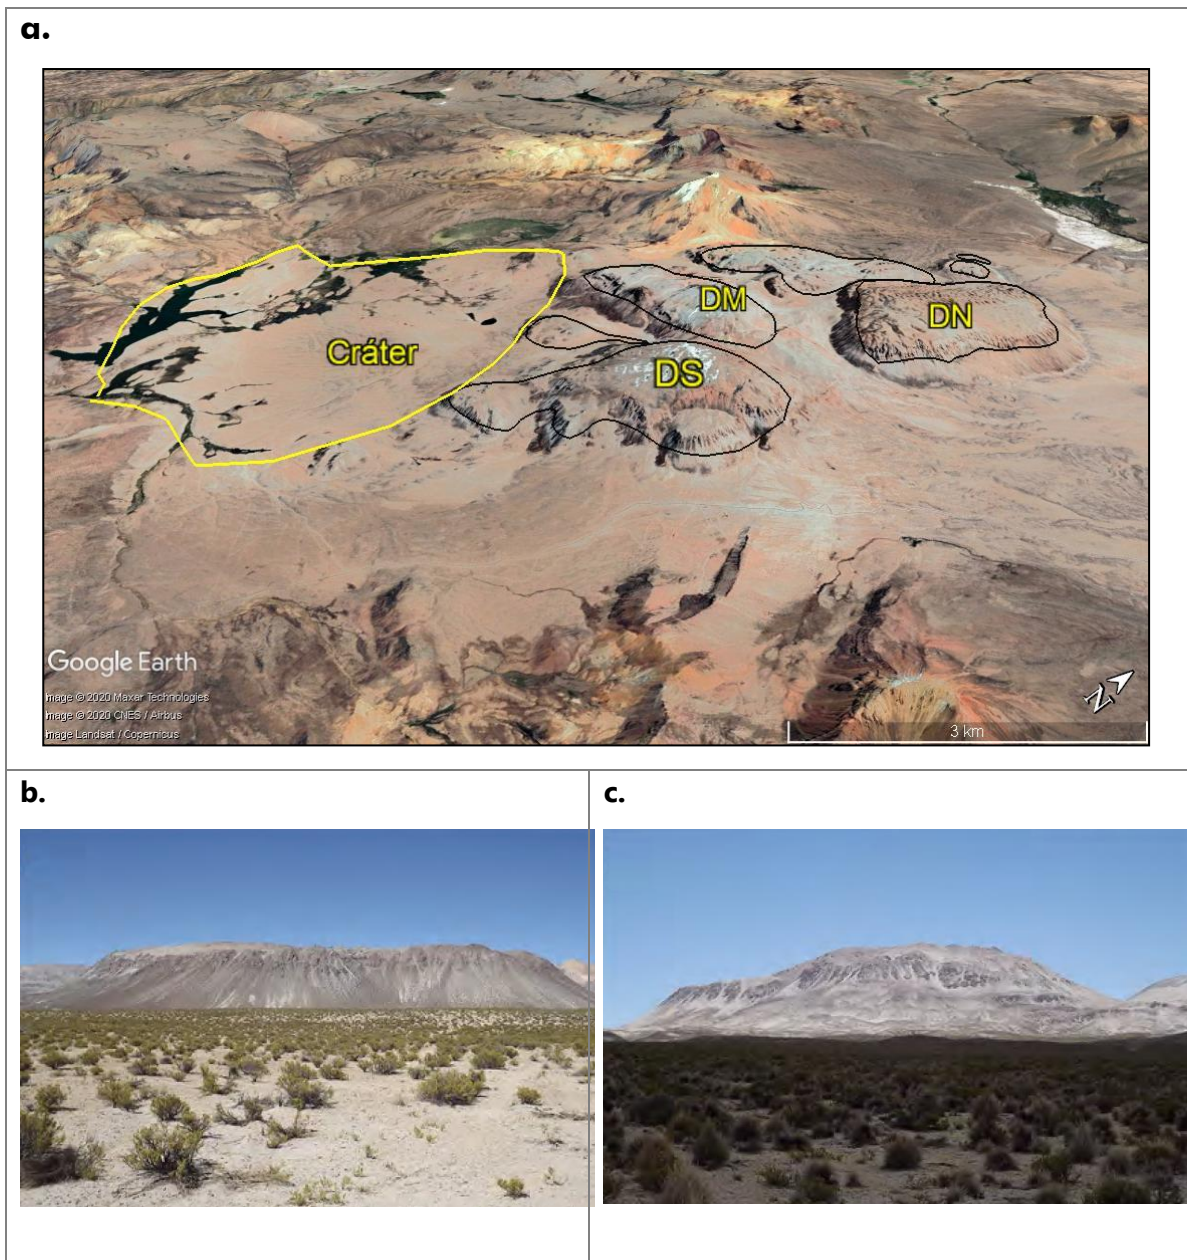 a.
DM
DN
Cráter
DS
Google Earth
Image © 2020 Maxar Technologies
Image © 2020 CNES / Airbus
Image Landsat / Copernicus
N
3 km
b.
c.